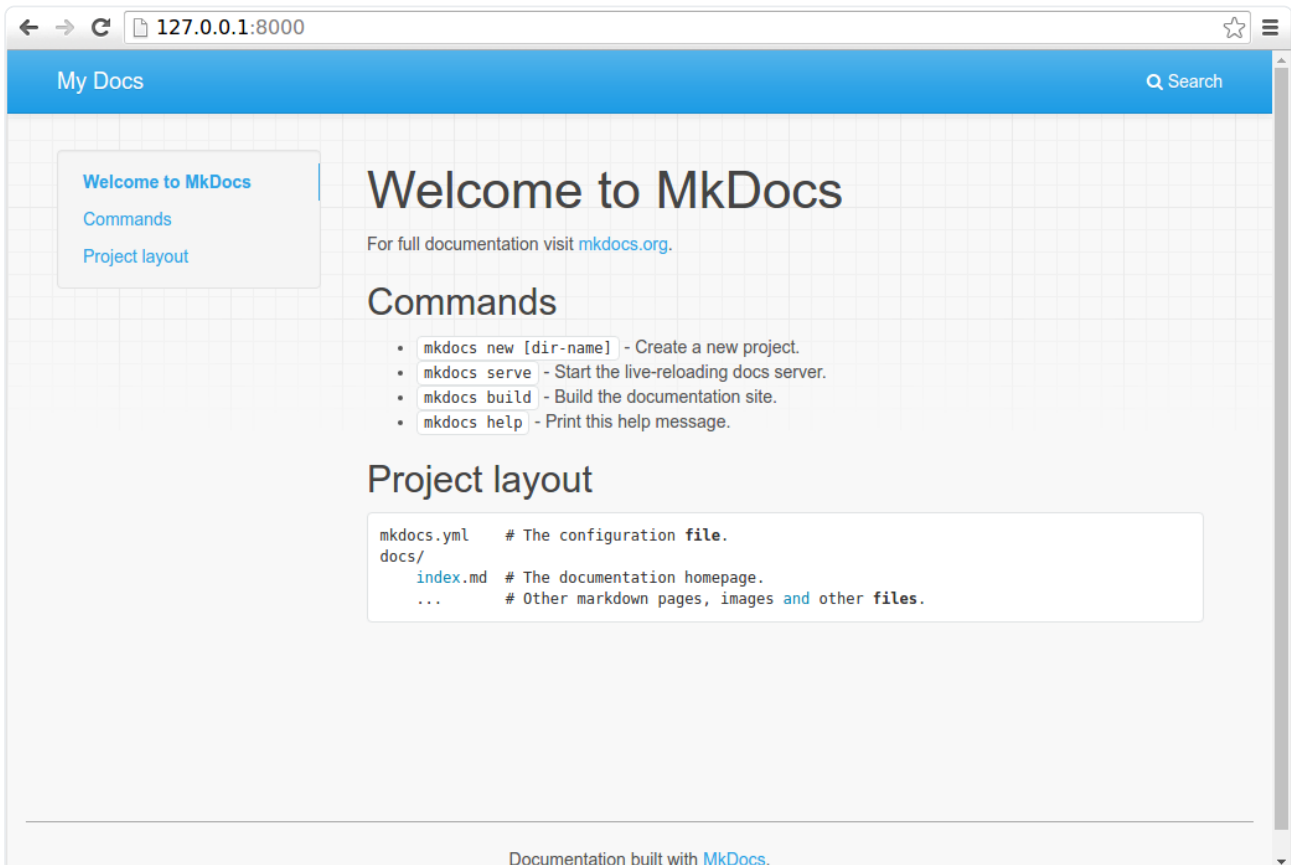 127.0.0.1:8000
My Docs
Search
Welcome to MkDocs
Commands
Project layout
Welcome to MkDocs
For full documentation visit mkdocs.org.
Commands
mkdocs new [dir-name] - Create a new project.
mkdocs serve - Start the live-reloading docs server.
mkdocs build - Build the documentation site.
mkdocs help - Print this help message.
Project layout
mkdocs.yml    # The configuration file.
docs/
    index.md  # The documentation homepage.
    ...       # Other markdown pages, images and other files.
Documentation built with MkDocs.